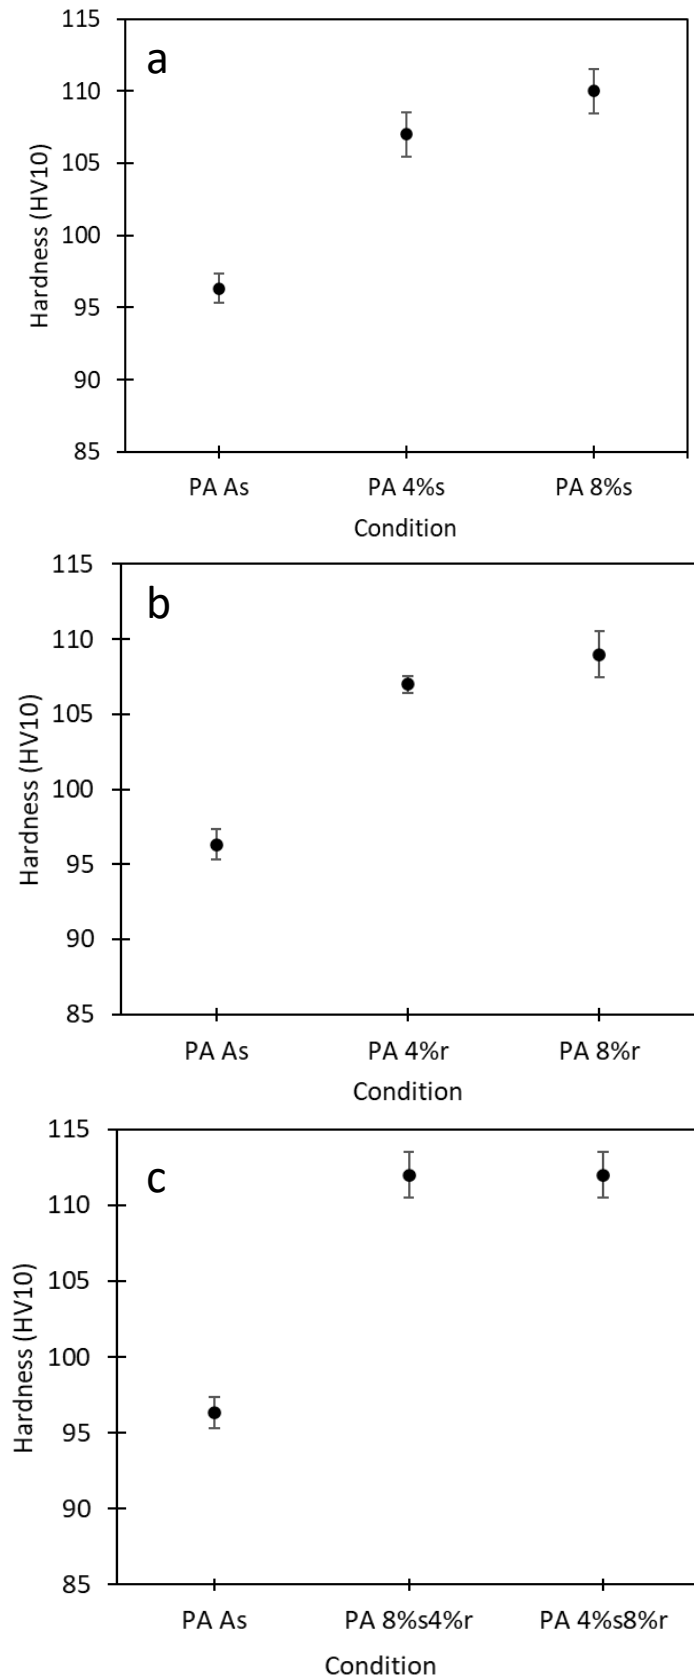 a
115
110
105
100
95
90
85
Hardness (HV10)
PA As PA 4%s PA 8%s
Condition
b
115
110
105
100
95
90
85
Hardness (HV10)
PA As PA 4%r PA 8%r
Condition
c
115
110
105
100
95
90
85
Hardness (HV10)
PA As PA 8%s4%r PA 4%s8%r
Condition